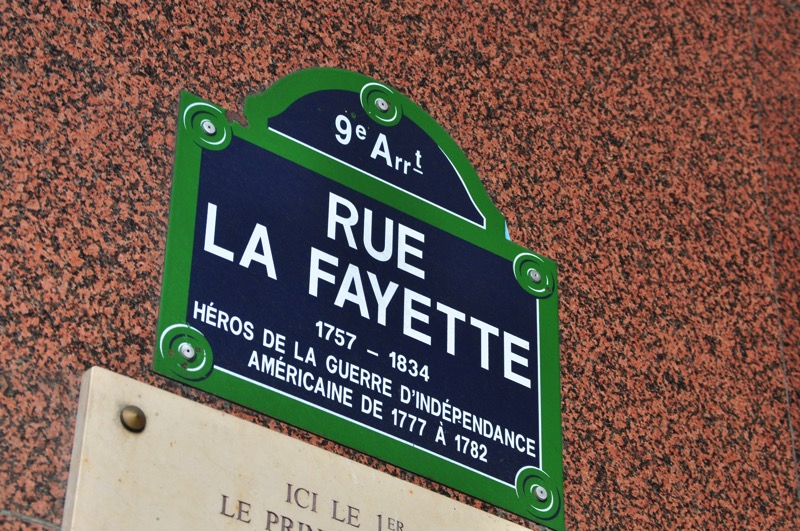 9e Arrt
RUE
LA FAYETTE
1757 - 1834
HÉROS DE LA GUERRE D'INDÉPENDANCE
AMÉRICAINE DE 1777 À 1782
ICI LE 1ER
LE